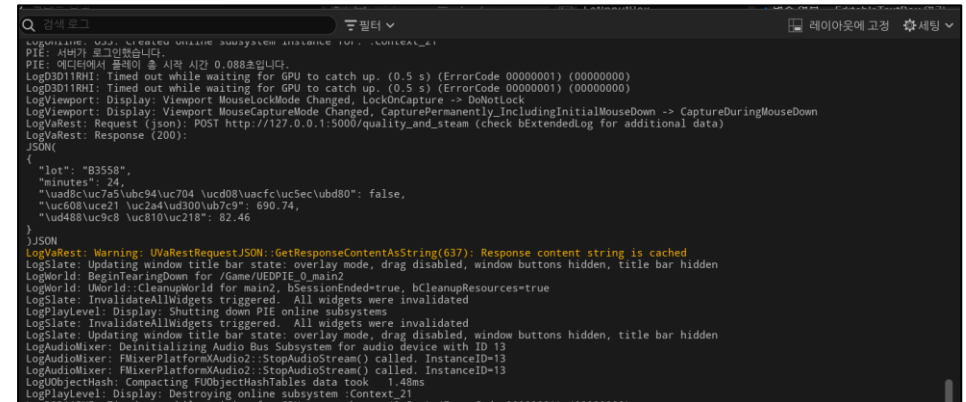 검색 로그
필터
레이아웃에 고정
세팅
LogOnline: OSS: Created online subsystem instance for: :Context_21
PIE: 서버가 로그인했습니다.
PIE: 에디터에서 플레이 총 시작 시간 0.088초입니다.
LogD3D11RHI: Timed out while waiting for GPU to catch up. (0.5 s) (ErrorCode 00000001) (00000000)
LogD3D11RHI: Timed out while waiting for GPU to catch up. (0.5 s) (ErrorCode 00000001) (00000000)
LogViewport: Display: Viewport MouseLockMode Changed, LockOnCapture -> DoNotLock
LogViewport: Display: Viewport MouseCaptureMode Changed, CapturePermanently_IncludingInitialMouseDown -> CaptureDuringMouseDown
LogVaRest: Request (json): POST http://127.0.0.1:5000/quality_and_steam (check bExtendedLog for additional data)
LogVaRest: Response (200):
JSON(
{
"lot": "B3558",
"minutes": 24,
"\uad8c\uc7a5\ubc94\uc704 \ucd08\uacfc\uc5ec\ubd80": false,
"\uc608\uce21 \uc2a4\ud300\ub7c9": 690.74,
"\ud488\uc9c8 \uc810\uc218": 82.46
}
)JSON
LogVaRest: Warning: UVaRestRequestJSON::GetResponseContentAsString(637): Response content string is cached
LogSlate: Updating window title bar state: overlay mode, drag disabled, window buttons hidden, title bar hidden
LogWorld: BeginTearingDown for /Game/UEDPIE_0_main2
LogWorld: UWorld::CleanupWorld for main2, bSessionEnded=true, bCleanupResources=true
LogSlate: InvalidateAllWidgets triggered.  All widgets were invalidated
LogPlayLevel: Display: Shutting down PIE online subsystems
LogSlate: InvalidateAllWidgets triggered.  All widgets were invalidated
LogSlate: Updating window title bar state: overlay mode, drag disabled, window buttons hidden, title bar hidden
LogAudioMixer: Deinitializing Audio Bus Subsystem for audio device with ID 13
LogAudioMixer: FMixerPlatformXAudio2::StopAudioStream() called. InstanceID=13
LogAudioMixer: FMixerPlatformXAudio2::StopAudioStream() called. InstanceID=13
LogUObjectHash: Compacting FUObjectHashTables data took   1.48ms
LogPlayLevel: Display: Destroying online subsystem :Context_21